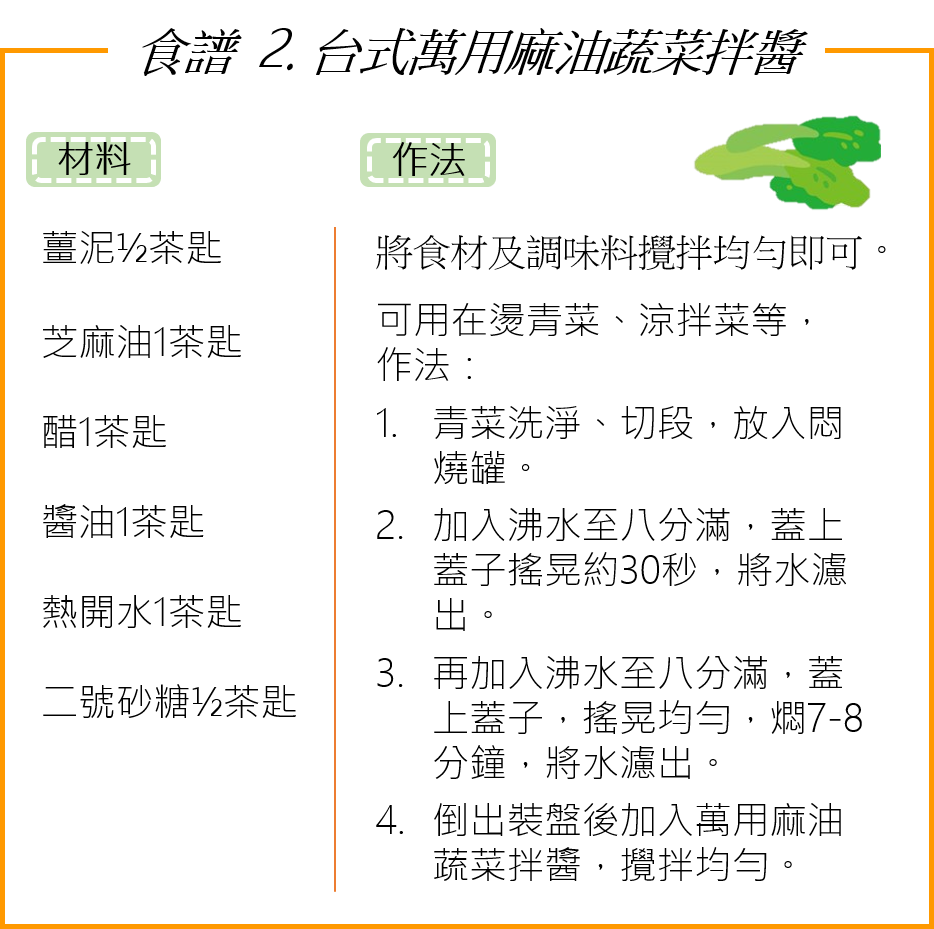 食譜 2. 台式萬用麻油蔬菜拌醬
材料
薑泥½茶匙
芝麻油1茶匙
醋1茶匙
醬油1茶匙
熱開水1茶匙
二號砂糖½茶匙
作法
將食材及調味料攪拌均勻即可。
可用在燙青菜、涼拌菜等，
作法：
1. 青菜洗淨、切段，放入悶
燒罐。
2. 加入沸水至八分滿，蓋上
蓋子搖晃約30秒，將水濾
出。
3. 再加入沸水至八分滿，蓋
上蓋子，搖晃均勻，燜7-8
分鐘，將水濾出。
4. 倒出裝盤後加入萬用麻油
蔬菜拌醬，攪拌均勻。